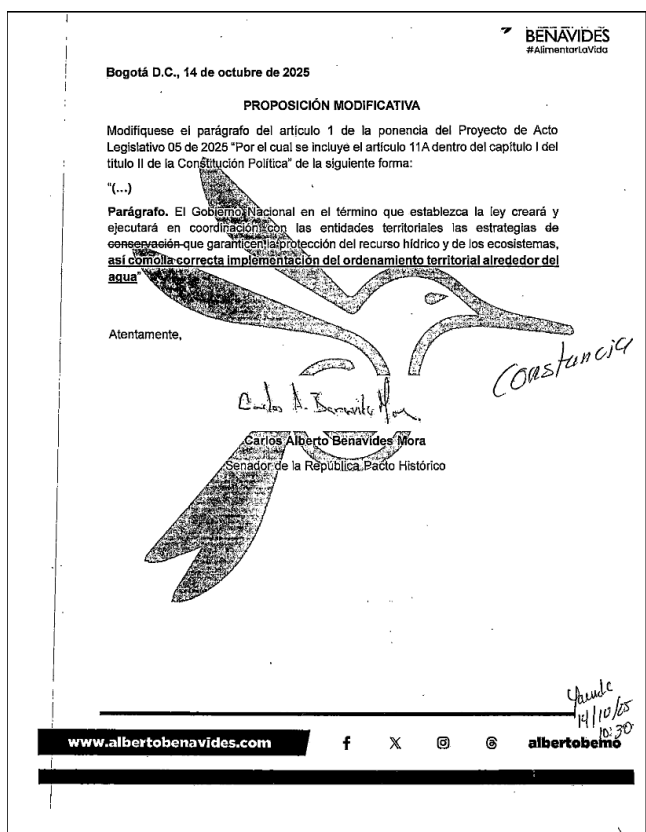 BENAVIDES
#AlimentarLaVida
Bogotá D.C., 14 de octubre de 2025
PROPOSICIÓN MODIFICATIVA
Modifíquese el parágrafo del artículo 1 de la ponencia del Proyecto de Acto
Legislativo 05 de 2025 “Por el cual se incluye el artículo 11A dentro del capítulo I del
título II de la Constitución Política” de la siguiente forma:
“(...)
Parágrafo. El Gobierno Nacional en el término que establezca la ley creará y
ejecutará en coordinación con las entidades territoriales las estrategias de
conservación que garanticen la protección del recurso hídrico y de los ecosistemas,
así como la correcta implementación del ordenamiento territorial alrededor del
agua”
Atentamente,
Constancia
Carlos A. Benavides Mora
Carlos Alberto Benavides Mora
Senador de la República Pacto Histórico
14/10/25
10:30
www.albertobenavides.com
albertobemo